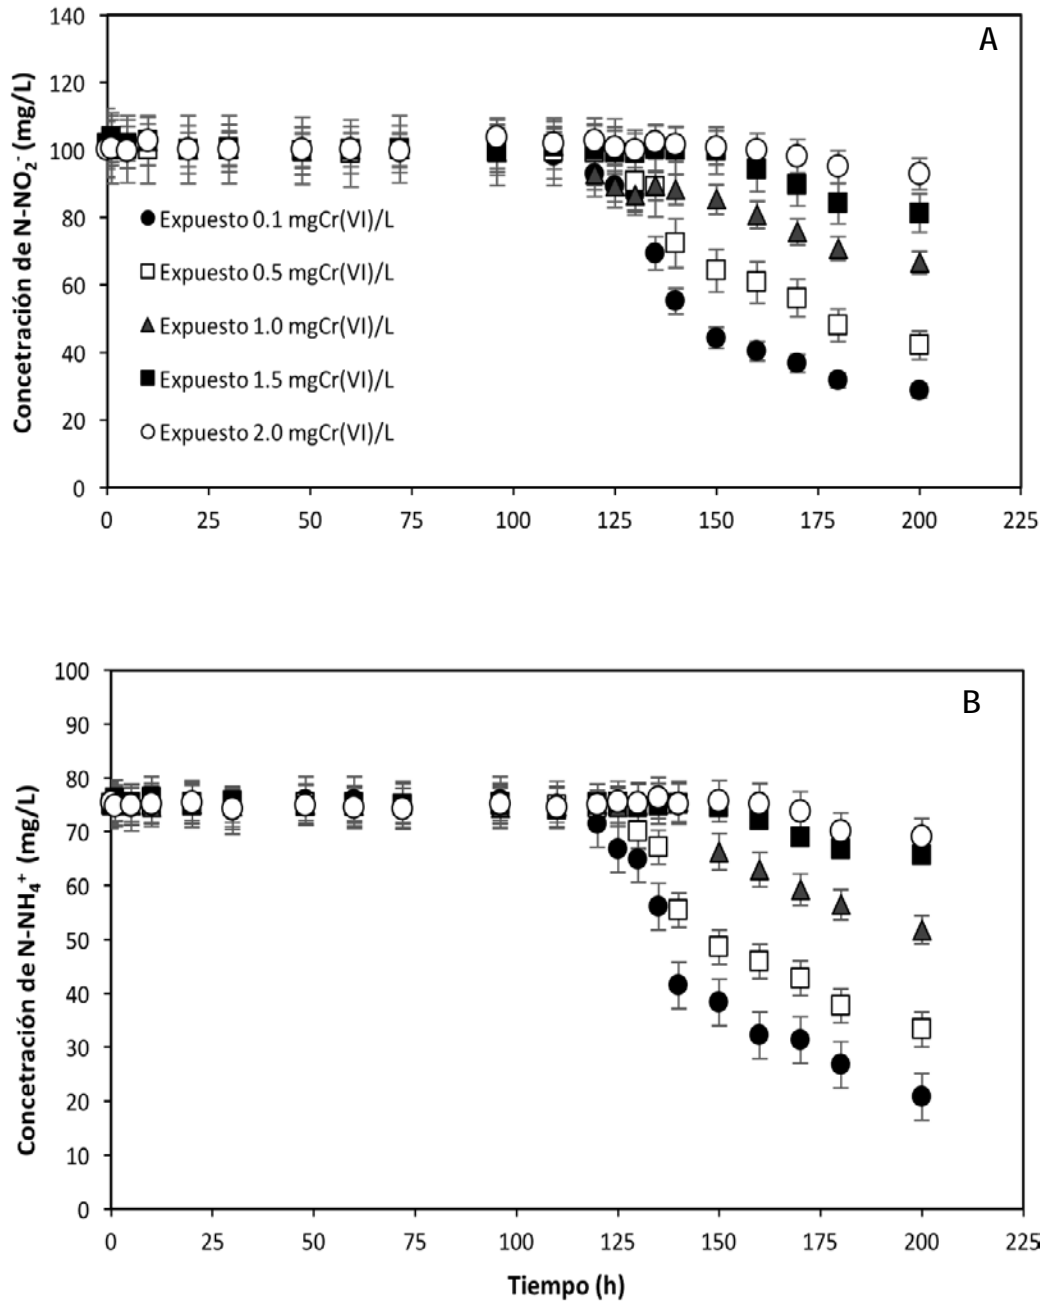 A
Concetración de N-NO₂⁻ (mg/L)
140
120
100
80
60
40
20
0
Expuesto 0.1 mgCr(VI)/L
Expuesto 0.5 mgCr(VI)/L
Expuesto 1.0 mgCr(VI)/L
Expuesto 1.5 mgCr(VI)/L
Expuesto 2.0 mgCr(VI)/L
0 25 50 75 100 125 150 175 200 225
B
Concetración de N-NH₄⁺ (mg/L)
100
90
80
70
60
50
40
30
20
10
0
0 25 50 75 100 125 150 175 200 225
Tiempo (h)